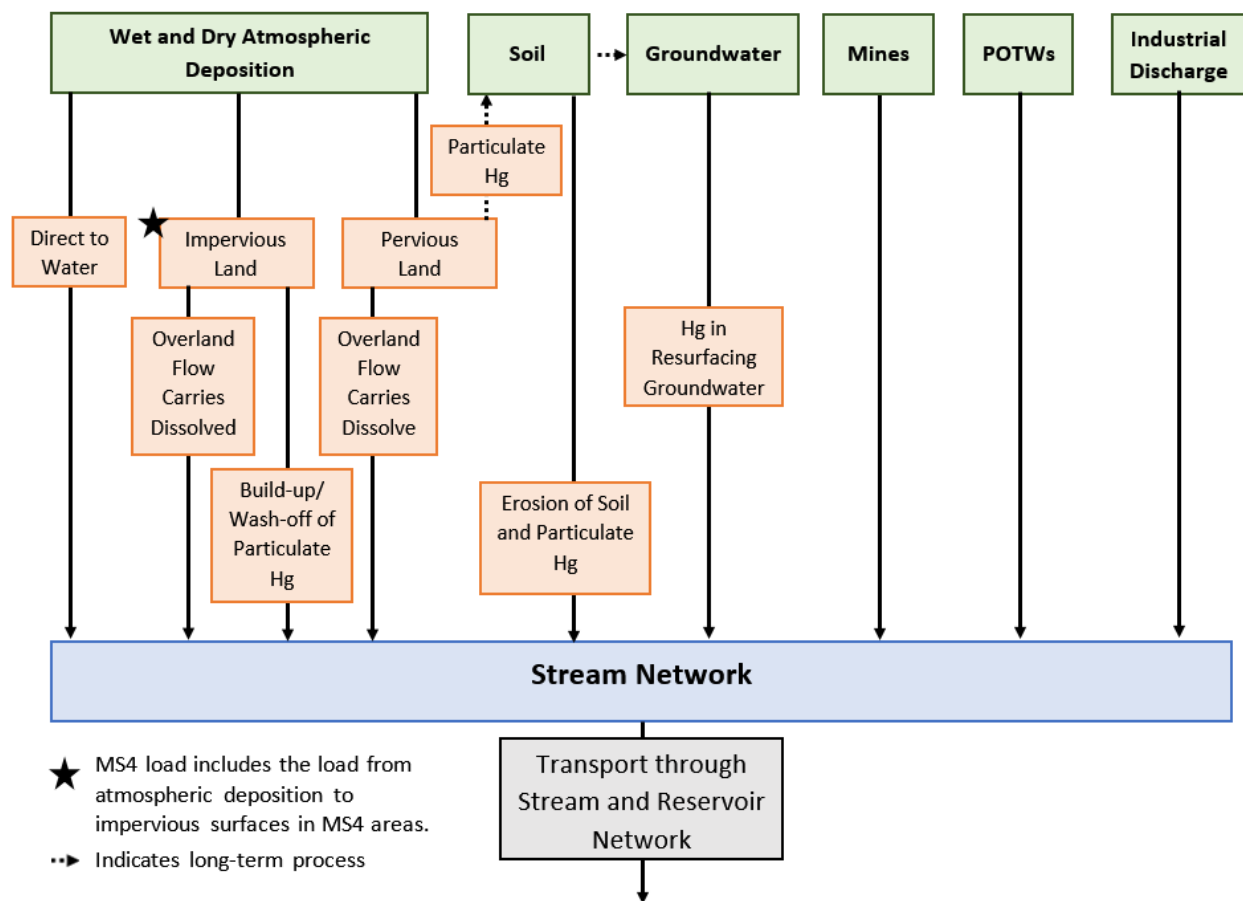 Wet and Dry Atmospheric
Deposition
Soil
Groundwater
Mines
POTWs
Industrial
Discharge
Particulate
Hg
Direct to
Water
Impervious
Land
Pervious
Land
Overland
Flow
Carries
Dissolved
Overland
Flow
Carries
Dissolve
Hg in
Resurfacing
Groundwater
Build-up/
Wash-off of
Particulate
Hg
Erosion of Soil
and Particulate
Hg
Stream Network
Transport through
Stream and Reservoir
Network
MS4 load includes the load from
atmospheric deposition to
impervious surfaces in MS4 areas.
Indicates long-term process